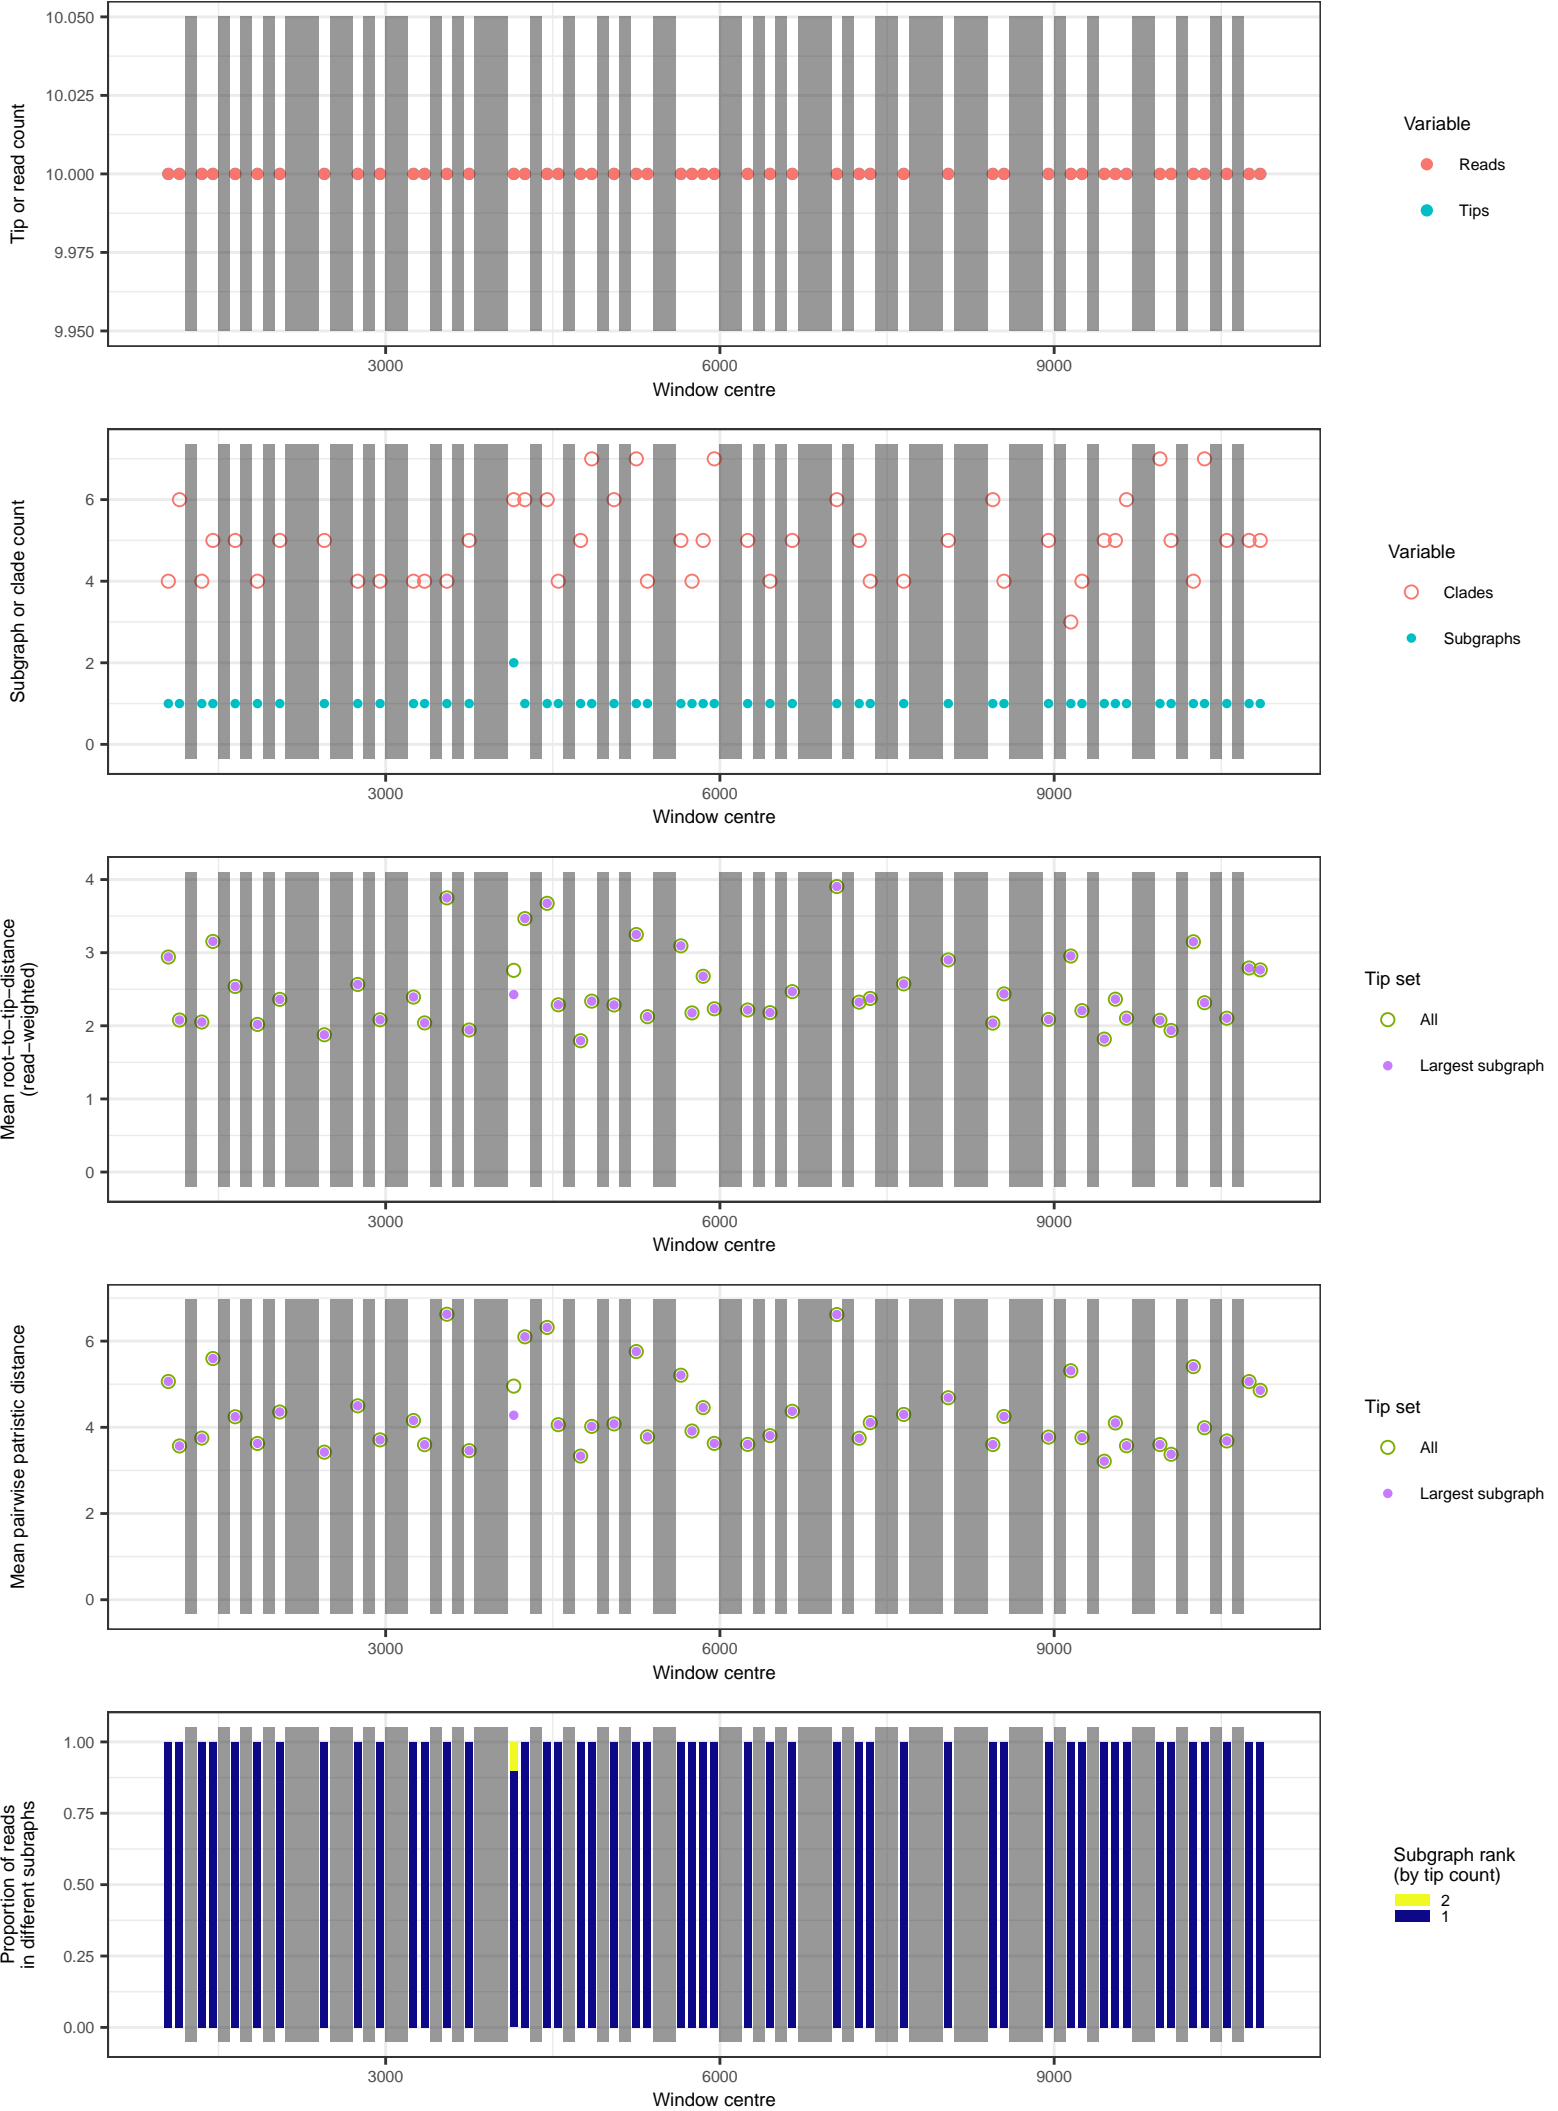 10.050
10.025
10.000
9.975
9.950
Tip or read count
3000
6000
9000
Window centre
Variable
Reads
Tips
6
4
2
0
Subgraph or clade count
3000
6000
9000
Window centre
Variable
Clades
Subgraphs
4
3
2
1
0
Mean root−to−tip−distance
(read−weighted)
3000
6000
9000
Window centre
Tip set
All
Largest subgraph
6
4
2
0
Mean pairwise patristic distance
3000
6000
9000
Window centre
Tip set
All
Largest subgraph
1.00
0.75
0.50
0.25
0.00
Proportion of reads
in different subraphs
3000
6000
9000
Window centre
Subgraph rank
(by tip count)
2
1